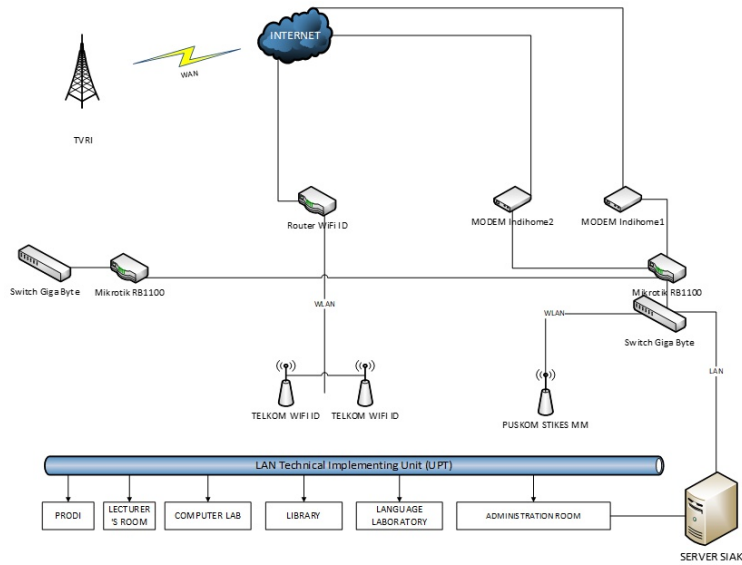 INTERNET
WAN
TVRI
Router WiFi ID
MODEM Indihome2
MODEM Indihome1
Switch Giga Byte
Mikrotik RB1100
Mikrotik RB1100
WLAN
WLAN
Switch Giga Byte
LAN
TELKOM WIFI ID
TELKOM WIFI ID
PUSKOM STIKES MM
LAN Technical Implementing Unit (UPT)
PRODI
LECTURER
'S ROOM
COMPUTER LAB
LIBRARY
LANGUAGE
LABORATORY
ADMINISTRATION ROOM
SERVER SIAK